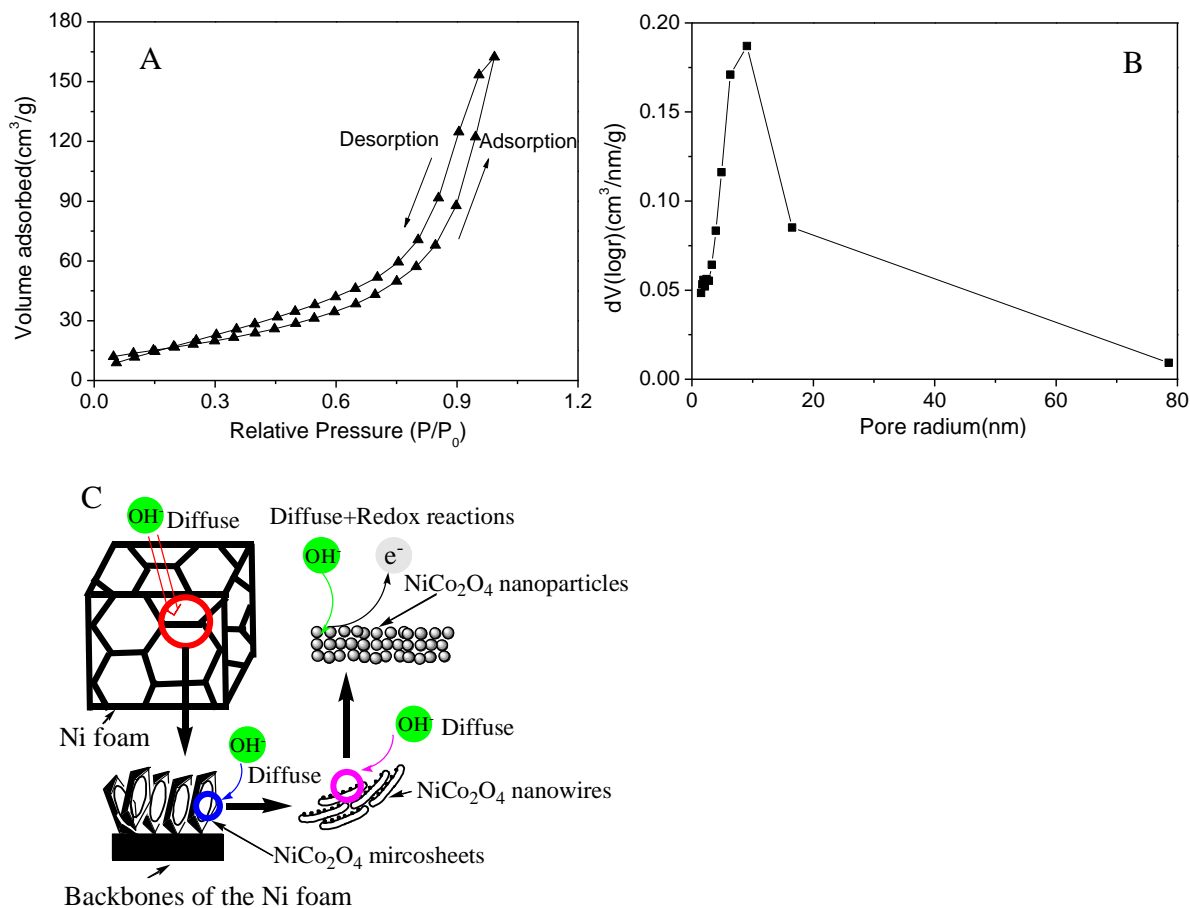 A
180
150
120
90
60
30
0
Volume adsorbed(cm³/g)
Desorption
Adsorption
0.0 0.3 0.6 0.9 1.2
Relative Pressure (P/P₀)
B
0.20
0.15
0.10
0.05
0.00
dV(logr)(cm³/nm/g)
0 20 40 60 80
Pore radium(nm)
C
OH⁻ Diffuse
Ni foam
Diffuse+Redox reactions
OH⁻
e⁻
NiCo₂O₄ nanoparticles
OH⁻
Diffuse
OH⁻ Diffuse
NiCo₂O₄ nanowires
NiCo₂O₄ mircosheets
Backbones of the Ni foam